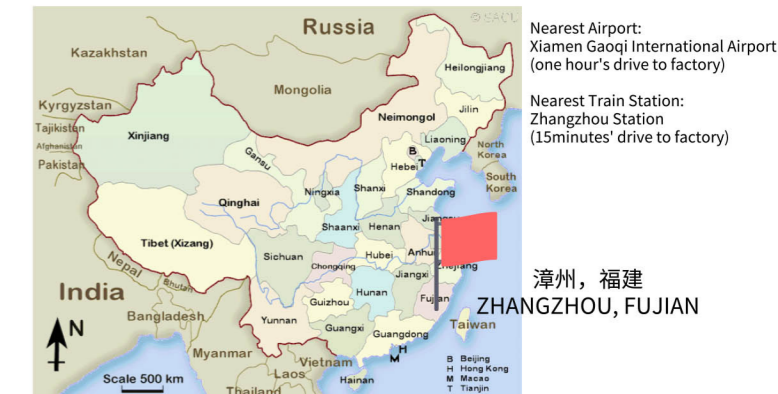 © SACU
Russia
Kazakhstan
Mongolia
Heilongjiang
Jilin
Neimongol
Kyrgyzstan
Tajikistan
Afghanistan
Pakistan
Xinjiang
Gansu
Liaoning
North
Korea
South
Korea
B
Hebei
T
Ningxia
Shanxi
Shandong
Qinghai
Shaanxi
Henan
Tibet (Xizang)
Sichuan
Hubei
Chongqing
Zhejiang
Jiangxi
Hunan
Guizhou
Fujian
Yunnan
Guangxi
Guangdong
Taiwan
H
M
Hainan
Nepal
Bhutan
India
Bangladesh
Myanmar
Vietnam
Laos
Thailand
N
Scale 500 km
B Beijing
H Hong Kong
M Macao
T Tianjin
Nearest Airport:
Xiamen Gaoqi International Airport
(one hour's drive to factory)
Nearest Train Station:
Zhangzhou Station
(15minutes' drive to factory)
漳州，福建
ZHANGZHOU, FUJIAN